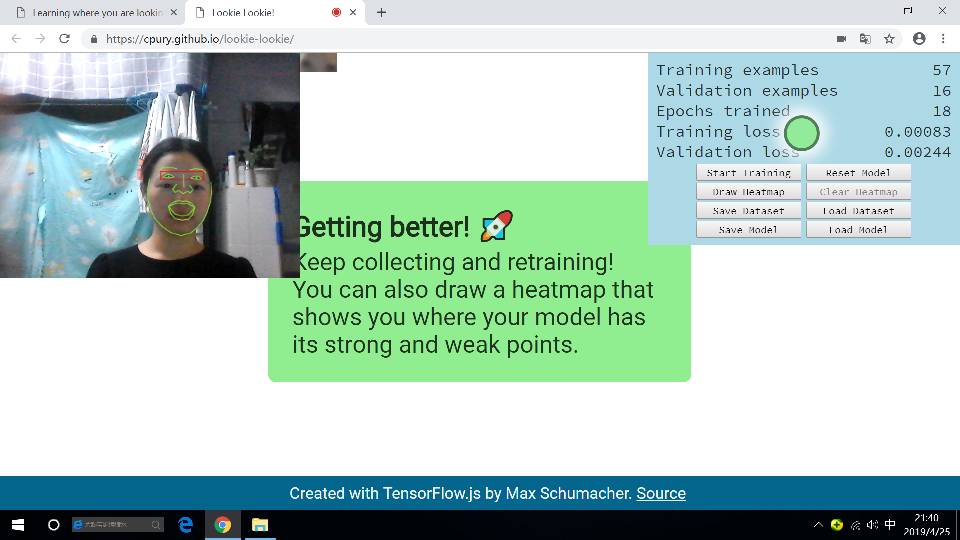 Learning where you are lookin
Lookie Lookie!
https://cpury.github.io/lookie-lookie/
Training examples 57
Validation examples 16
Epochs trained 18
Training loss 0.00083
Validation loss 0.00244
Start Training Reset Model
Draw Heatmap Clear Heatmap
Save Dataset Load Dataset
Save Model Load Model
Getting better! 🚀
Keep collecting and retraining!
You can also draw a heatmap that
shows you where your model has
its strong and weak points.
Created with TensorFlow.js by Max Schumacher. Source
中
21:40
2019/4/25